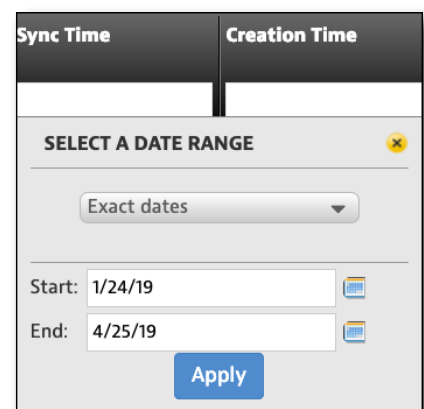 Sync Time Creation Time
SELECT A DATE RANGE
Exact dates
Start: 1/24/19
End: 4/25/19
Apply